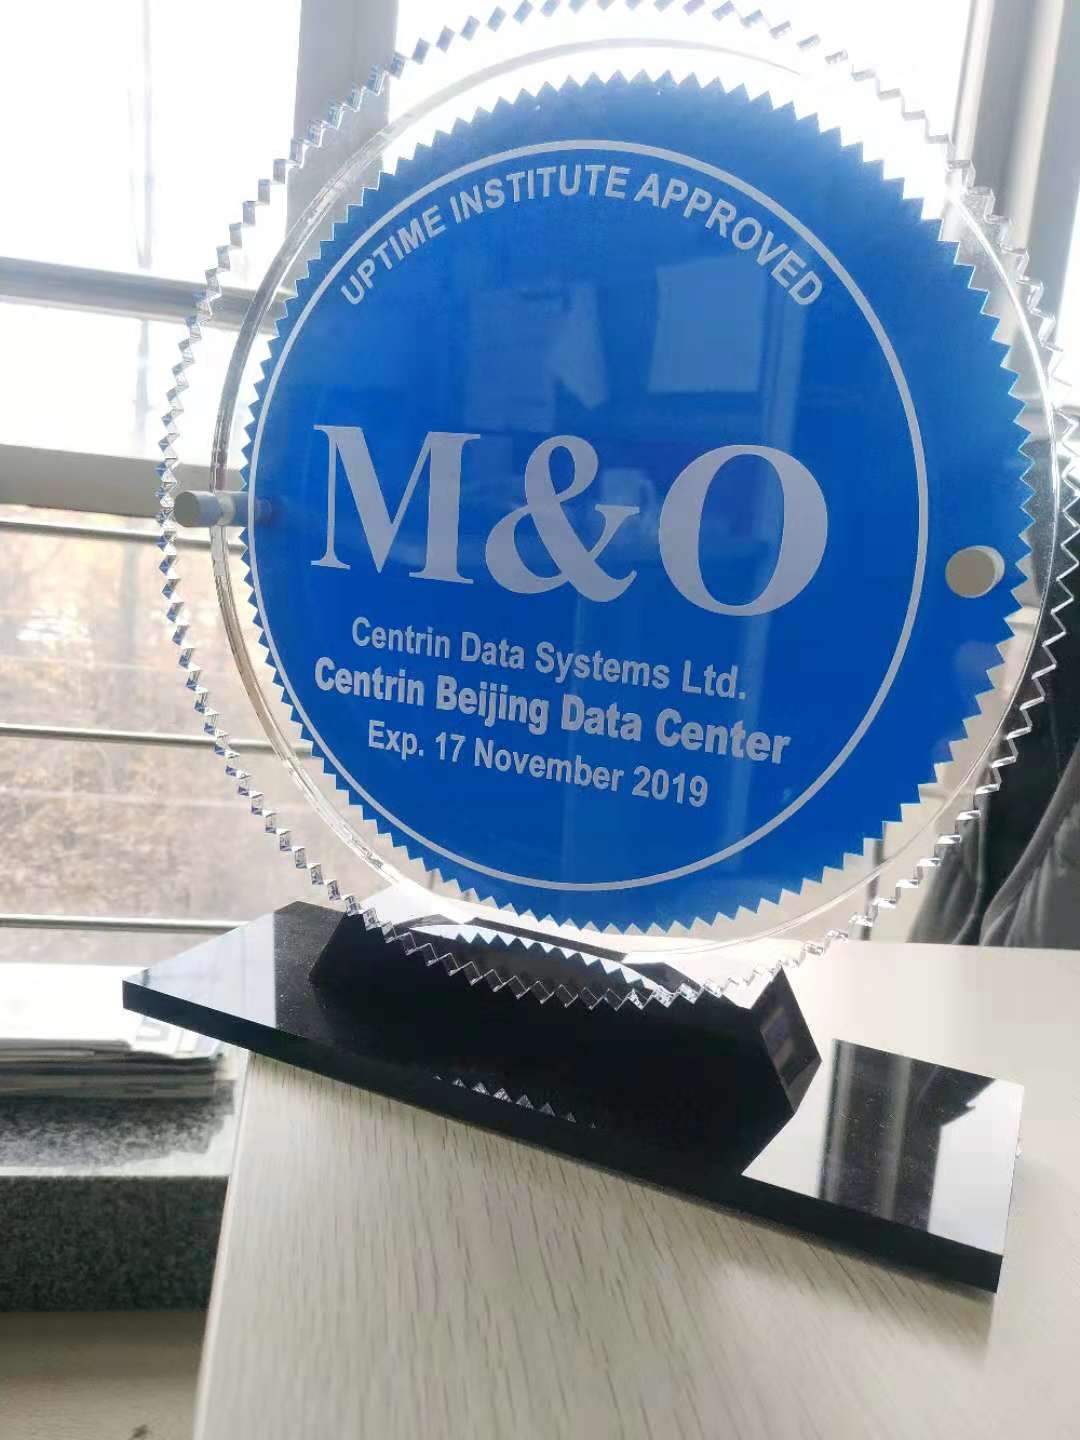 UPTIME INSTITUTE APPROVED
M&O
Centrin Data Systems Ltd.
Centrin Beijing Data Center
Exp. 17 November 2019